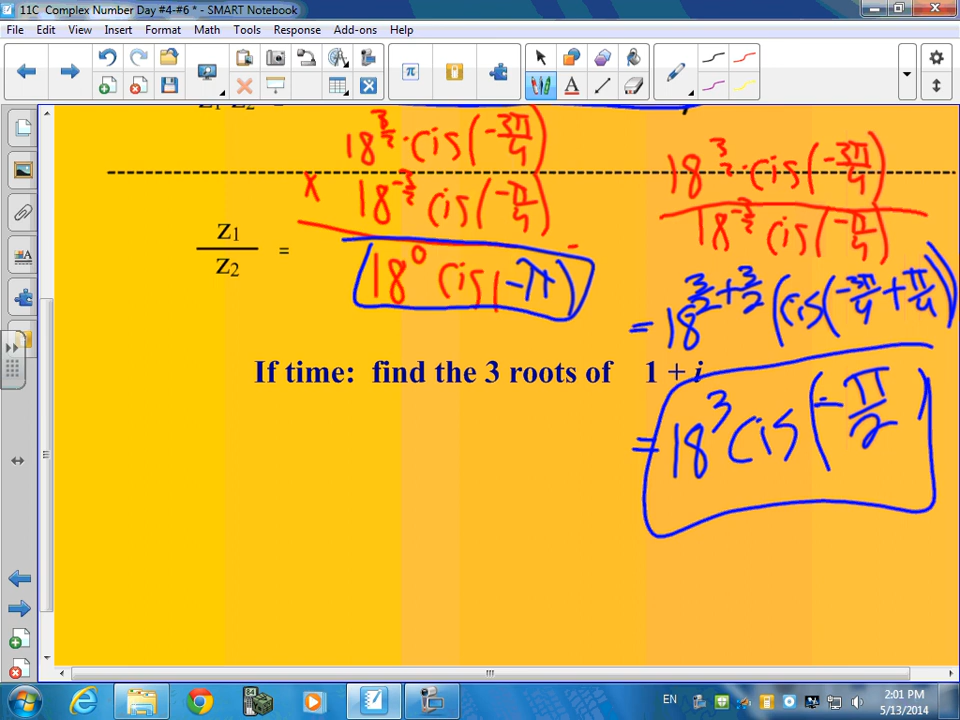 11C Complex Number Day #4-#6 * - SMART Notebook
File Edit View Insert Format Math Tools Response Add-ons Help
18^(3/2) · cis(-3π/4)
x 18^(-3/2) cis(-π/4)
18^0 cis(-π)
z1/z2 =
18^(3/2) · cis(-3π/4)
18^(-3/2) cis(-π/4)
= 18^(3/2 + 3/2) (cis(-3π/4 + π/4))
If time: find the 3 roots of 1 + i
= 18^3 cis(-π/2)
EN
2:01 PM
5/13/2014